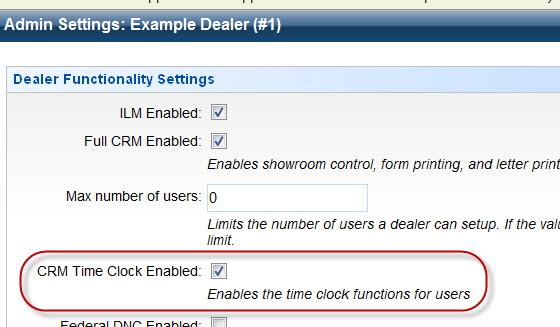 Admin Settings: Example Dealer (#1)
Dealer Functionality Settings
ILM Enabled:
Full CRM Enabled:
Enables showroom control, form printing, and letter print
Max number of users: 0
Limits the number of users a dealer can setup. If the valu
limit.
CRM Time Clock Enabled:
Enables the time clock functions for users
Federal DNC Enabled: